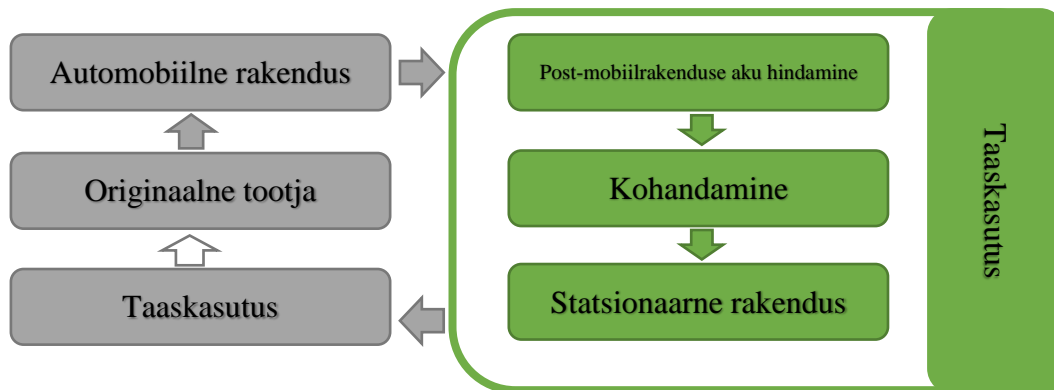 Automobiilne rakendus
Originaalne tootja
Taaskasutus
Post-mobiilrakenduse aku hindamine
Kohandamine
Statsionaarne rakendus
Taaskasutus